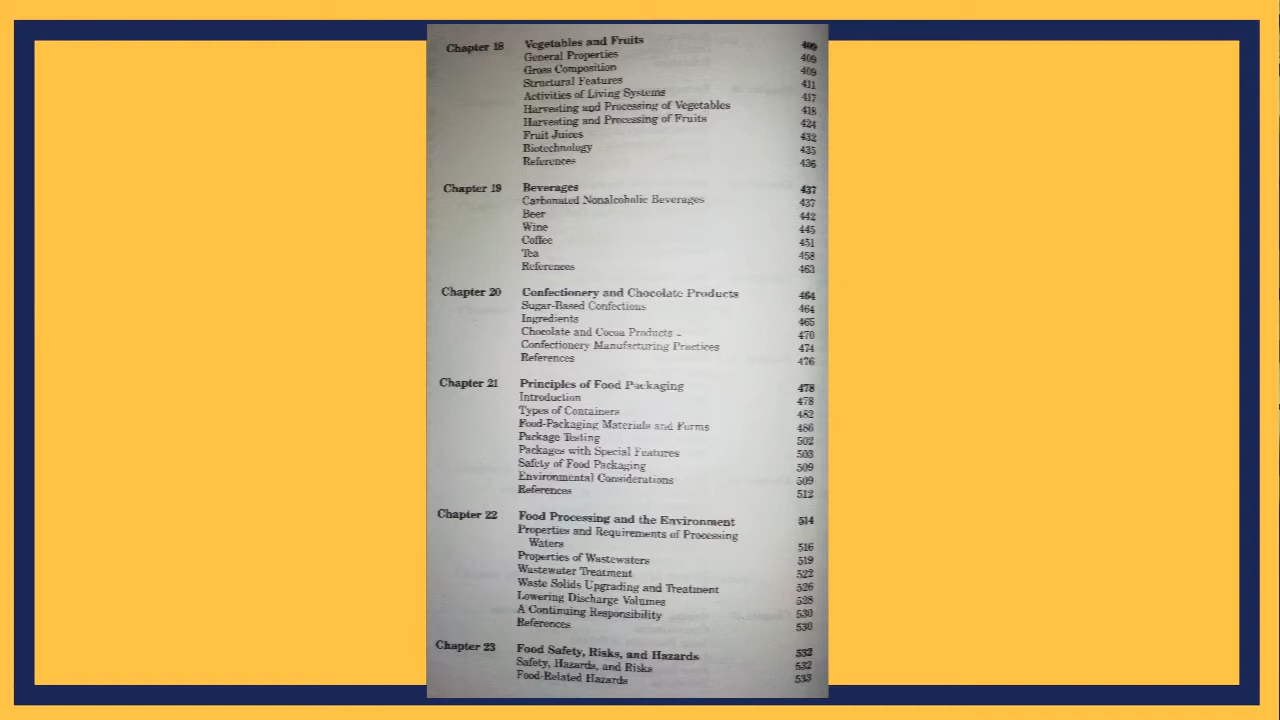 Chapter 18 Vegetables and Fruits 409
General Properties 409
Gross Composition 409
Structural Features 411
Activities of Living Systems 417
Harvesting and Processing of Vegetables 418
Harvesting and Processing of Fruits 424
Fruit Juices 432
Biotechnology 435
References 436
Chapter 19 Beverages 437
Carbonated Nonalcoholic Beverages 437
Beer 442
Wine 445
Coffee 451
Tea 458
References 463
Chapter 20 Confectionery and Chocolate Products 464
Sugar-Based Confections 464
Ingredients 465
Chocolate and Cocoa Products 470
Confectionery Manufacturing Practices 474
References 476
Chapter 21 Principles of Food Packaging 478
Introduction 478
Types of Containers 482
Food-Packaging Materials and Forms 486
Package Testing 502
Packages with Special Features 503
Safety of Food Packaging 509
Environmental Considerations 509
References 512
Chapter 22 Food Processing and the Environment 514
Properties and Requirements of Processing
Waters 516
Properties of Wastewaters 519
Wastewater Treatment 522
Waste Solids Upgrading and Treatment 526
Lowering Discharge Volumes 528
A Continuing Responsibility 530
References 530
Chapter 23 Food Safety, Risks, and Hazards 532
Safety, Hazards, and Risks 532
Food-Related Hazards 533